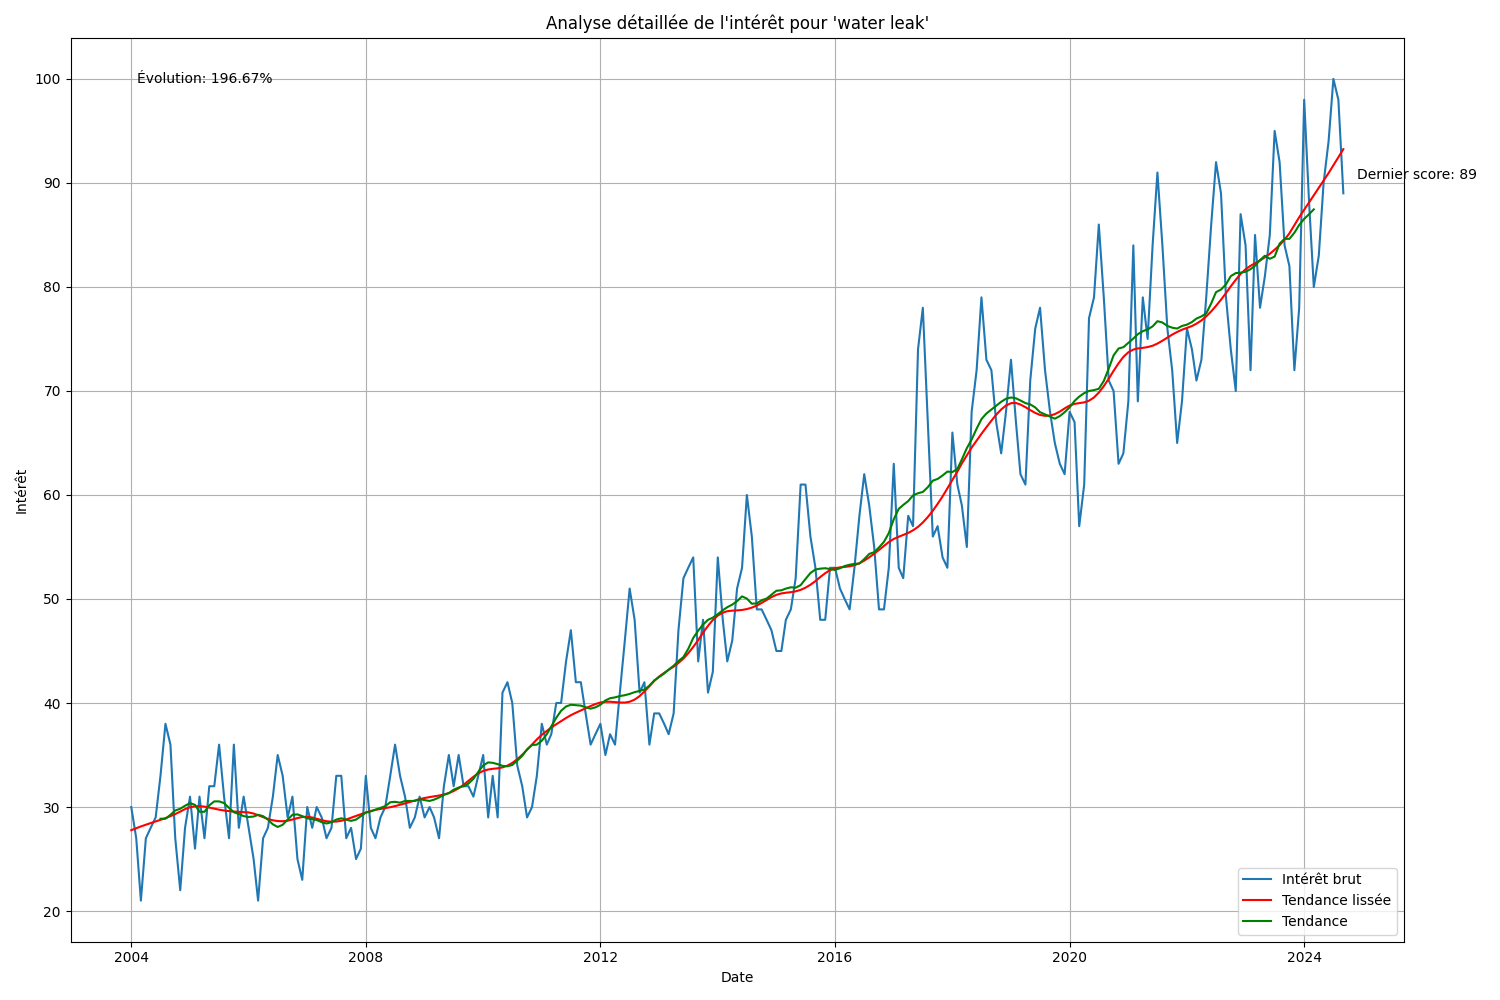 Analyse détaillée de l'intérêt pour 'water leak'
Évolution: 196.67%
Dernier score: 89
100
90
80
70
60
50
40
30
20
Intérêt
2004
2008
2012
2016
2020
2024
Date
Intérêt brut
Tendance lissée
Tendance